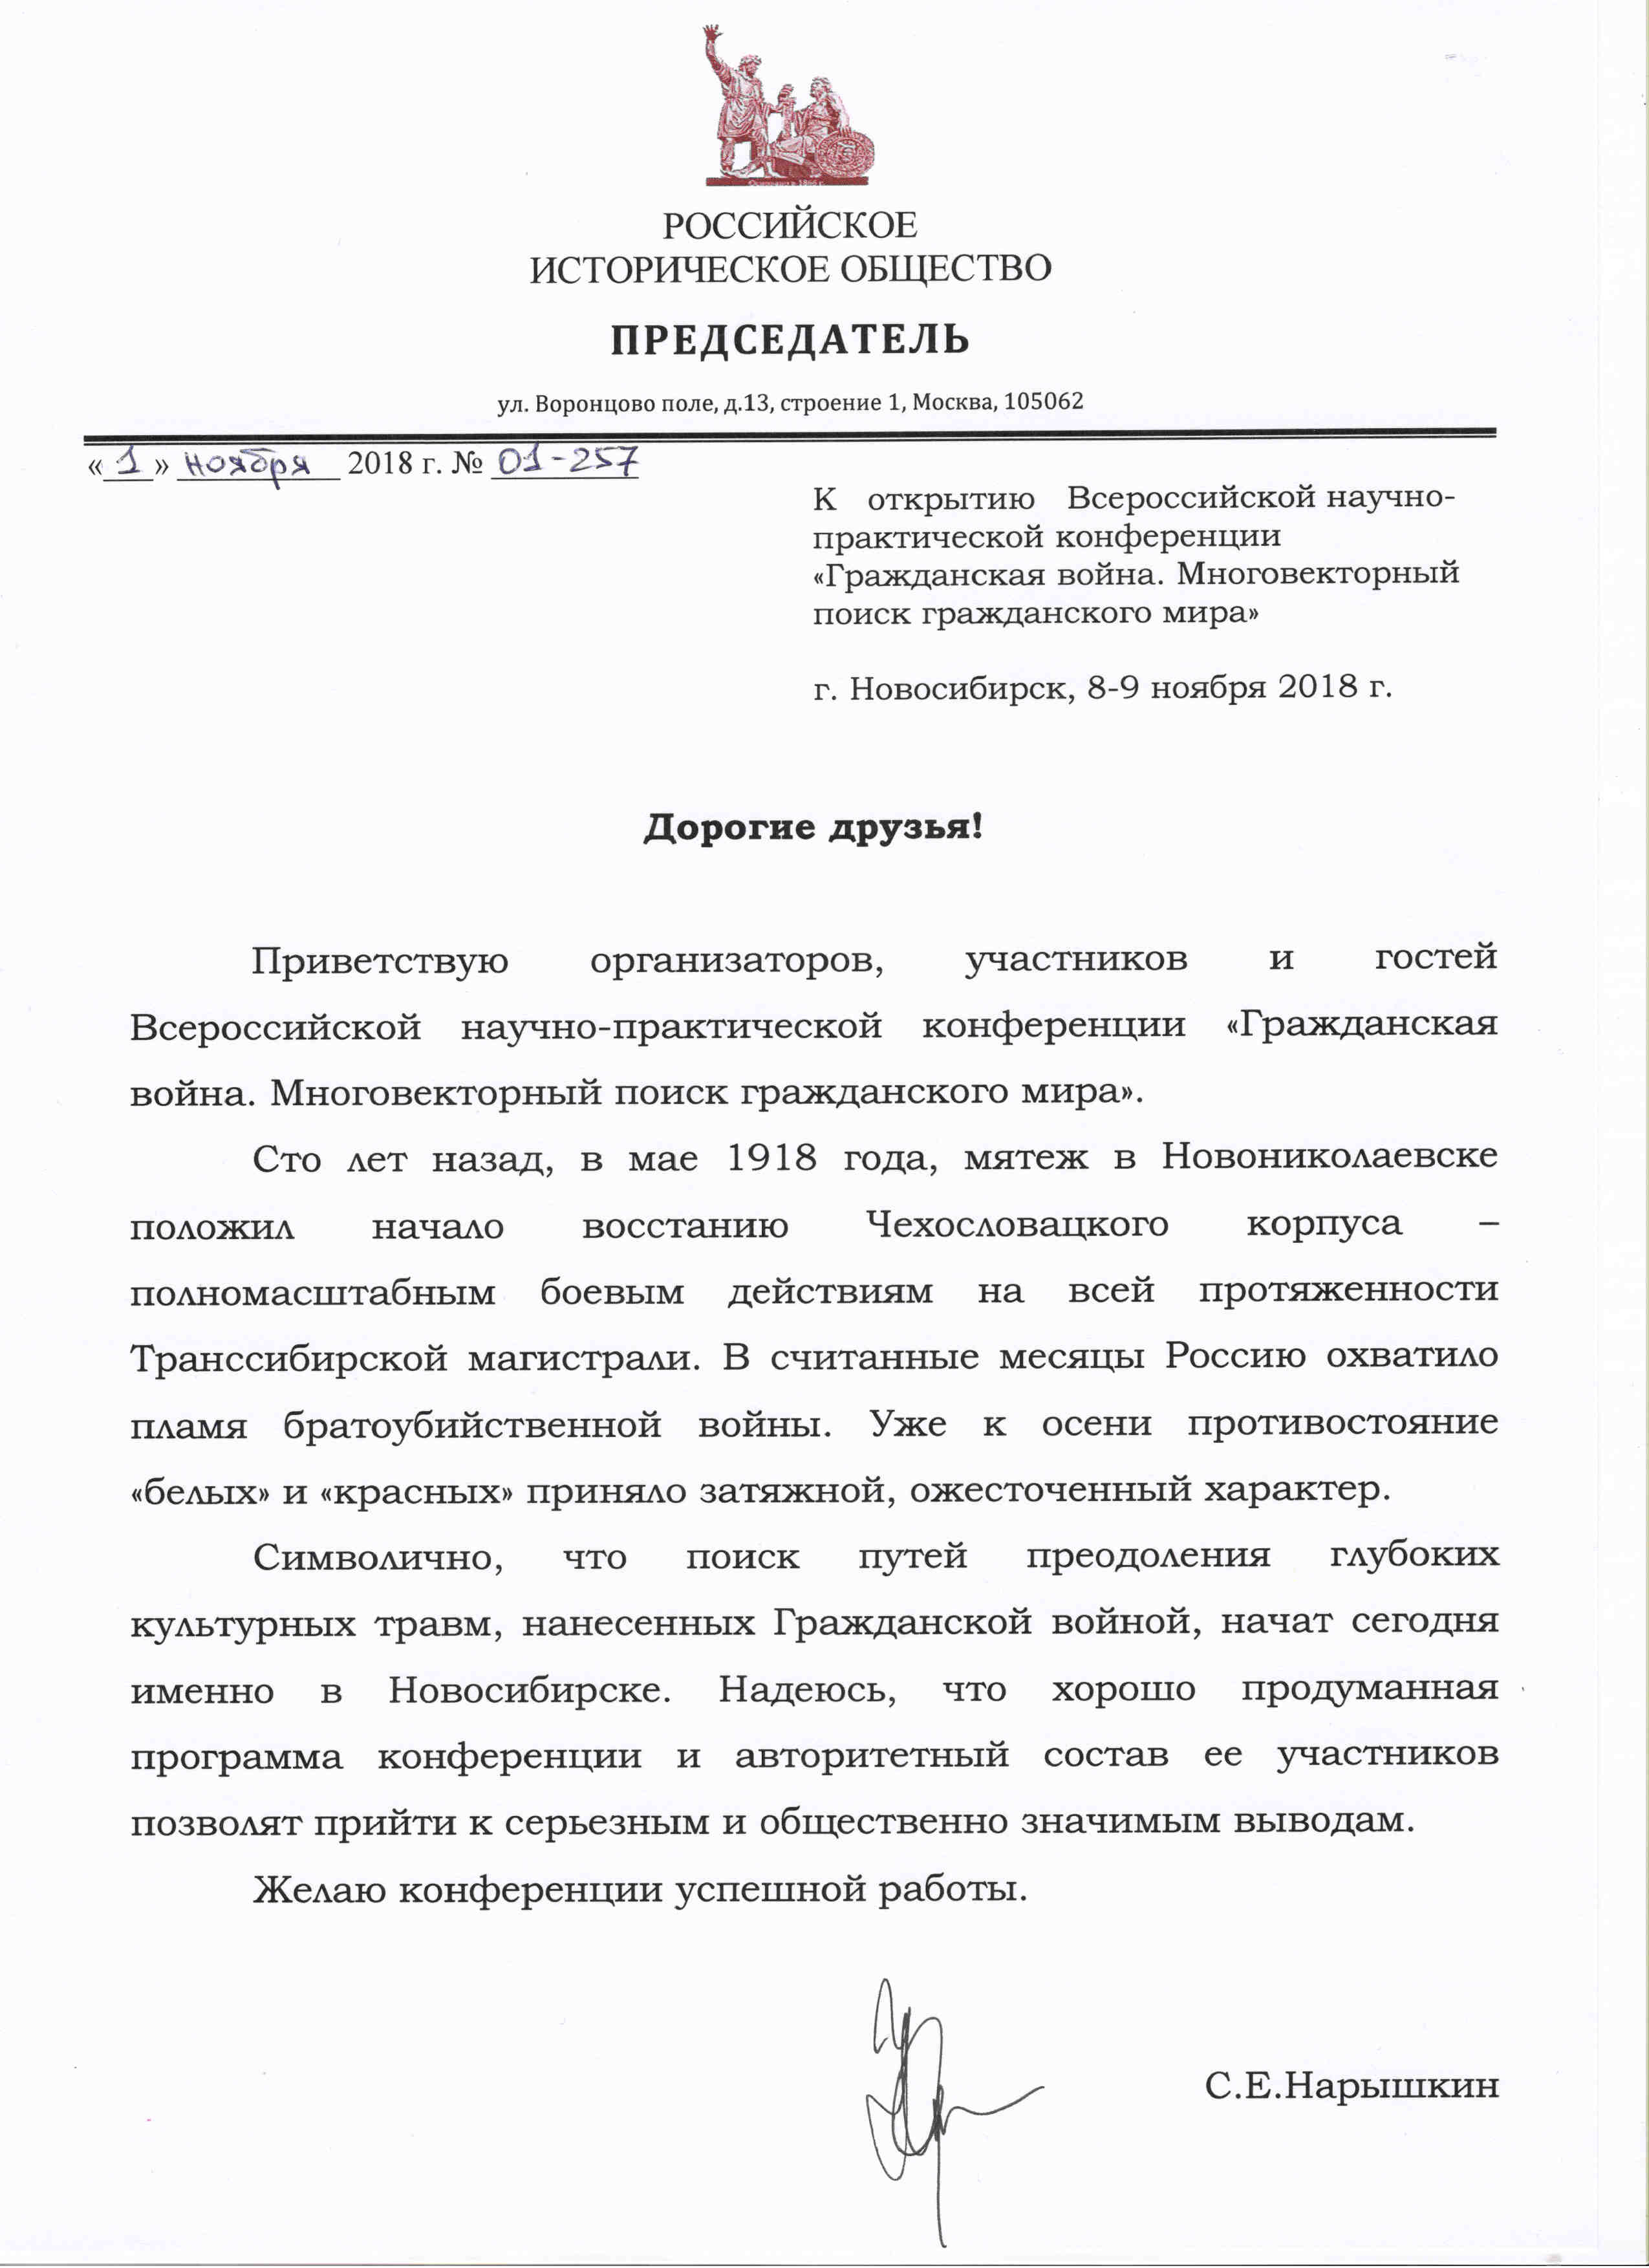 Основано в 1866 г.
РОССИЙСКОЕ
ИСТОРИЧЕСКОЕ ОБЩЕСТВО
ПРЕДСЕДАТЕЛЬ
ул. Воронцово поле, д.13, строение 1, Москва, 105062
«1» ноября 2018 г. № 01-257
К открытию Всероссийской научно-
практической конференции
«Гражданская война. Многовекторный
поиск гражданского мира»
г. Новосибирск, 8-9 ноября 2018 г.
Дорогие друзья!
Приветствую организаторов, участников и гостей
Всероссийской научно-практической конференции «Гражданская
война. Многовекторный поиск гражданского мира».
Сто лет назад, в мае 1918 года, мятеж в Новониколаевске
положил начало восстанию Чехословацкого корпуса –
полномасштабным боевым действиям на всей протяженности
Транссибирской магистрали. В считанные месяцы Россию охватило
пламя братоубийственной войны. Уже к осени противостояние
«белых» и «красных» приняло затяжной, ожесточенный характер.
Символично, что поиск путей преодоления глубоких
культурных травм, нанесенных Гражданской войной, начат сегодня
именно в Новосибирске. Надеюсь, что хорошо продуманная
программа конференции и авторитетный состав ее участников
позволят прийти к серьезным и общественно значимым выводам.
Желаю конференции успешной работы.
С.Е.Нарышкин